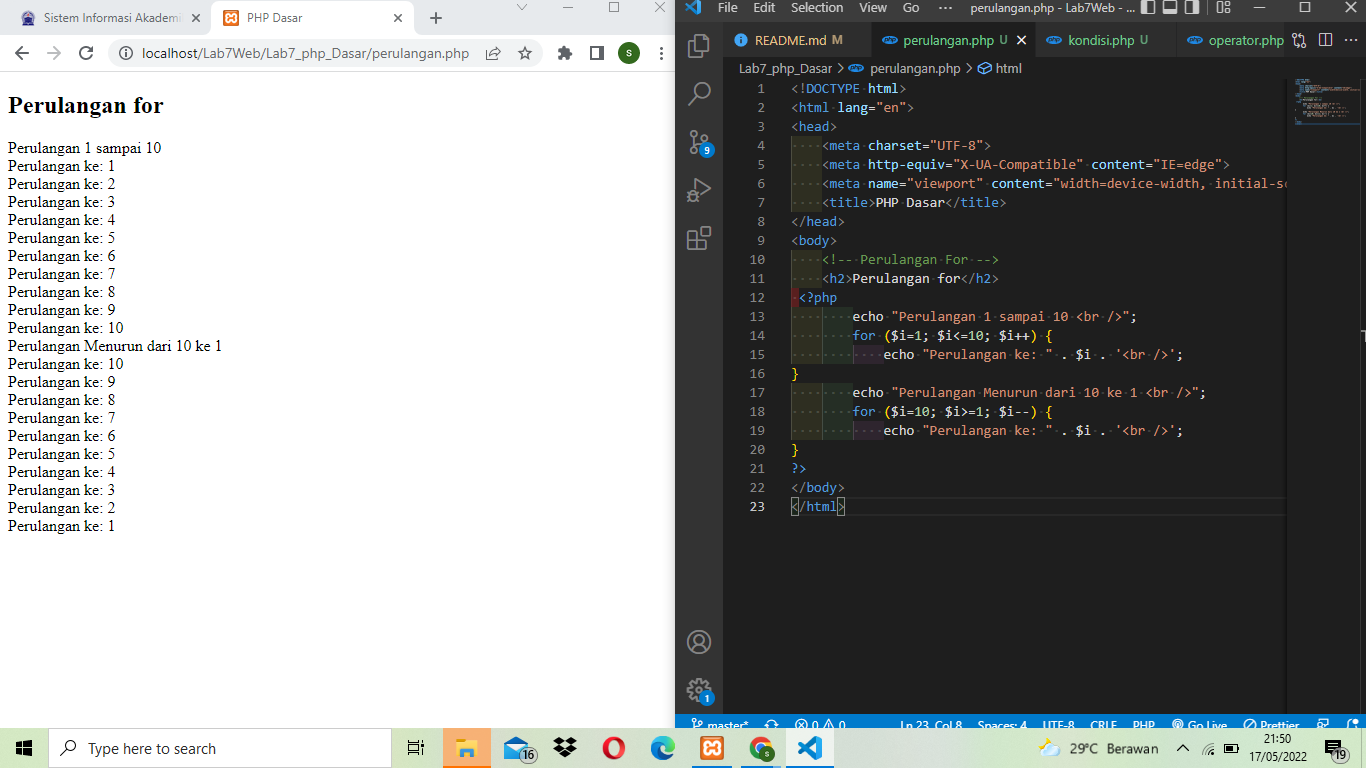 Sistem Informasi Akademi
PHP Dasar
localhost/Lab7Web/Lab7_php_Dasar/perulangan.php
s
Perulangan for
Perulangan 1 sampai 10
Perulangan ke: 1
Perulangan ke: 2
Perulangan ke: 3
Perulangan ke: 4
Perulangan ke: 5
Perulangan ke: 6
Perulangan ke: 7
Perulangan ke: 8
Perulangan ke: 9
Perulangan ke: 10
Perulangan Menurun dari 10 ke 1
Perulangan ke: 10
Perulangan ke: 9
Perulangan ke: 8
Perulangan ke: 7
Perulangan ke: 6
Perulangan ke: 5
Perulangan ke: 4
Perulangan ke: 3
Perulangan ke: 2
Perulangan ke: 1
File Edit Selection View Go ··· perulangan.php - Lab7Web - ...
README.md M perulangan.php U kondisi.php U operator.php
Lab7_php_Dasar > perulangan.php > html
9
1
1 <!DOCTYPE html>
2 <html lang="en">
3 <head>
4 <meta charset="UTF-8">
5 <meta http-equiv="X-UA-Compatible" content="IE=edge">
6 <meta name="viewport" content="width=device-width, initial-sc
7 <title>PHP Dasar</title>
8 </head>
9 <body>
10 <!-- Perulangan For -->
11 <h2>Perulangan for</h2>
12 <?php
13 echo "Perulangan 1 sampai 10 <br />";
14 for ($i=1; $i<=10; $i++) {
15 echo "Perulangan ke: " . $i . '<br />';
16 }
17 echo "Perulangan Menurun dari 10 ke 1 <br />";
18 for ($i=10; $i>=1; $i--) {
19 echo "Perulangan ke: " . $i . '<br />';
20 }
21 ?>
22 </body>
23 </html>
master* 0 0 Ln 23, Col 8 Spaces: 4 UTF-8 CRLF PHP Go Live Prettier
Type here to search
16
S
29°C Berawan
21:50
17/05/2022
19